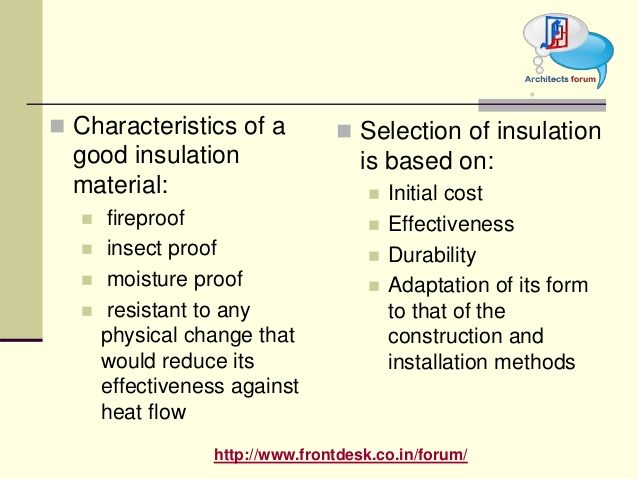 Architects forum
Characteristics of a
good insulation
material:
fireproof
insect proof
moisture proof
resistant to any
physical change that
would reduce its
effectiveness against
heat flow
Selection of insulation
is based on:
Initial cost
Effectiveness
Durability
Adaptation of its form
to that of the
construction and
installation methods
http://www.frontdesk.co.in/forum/